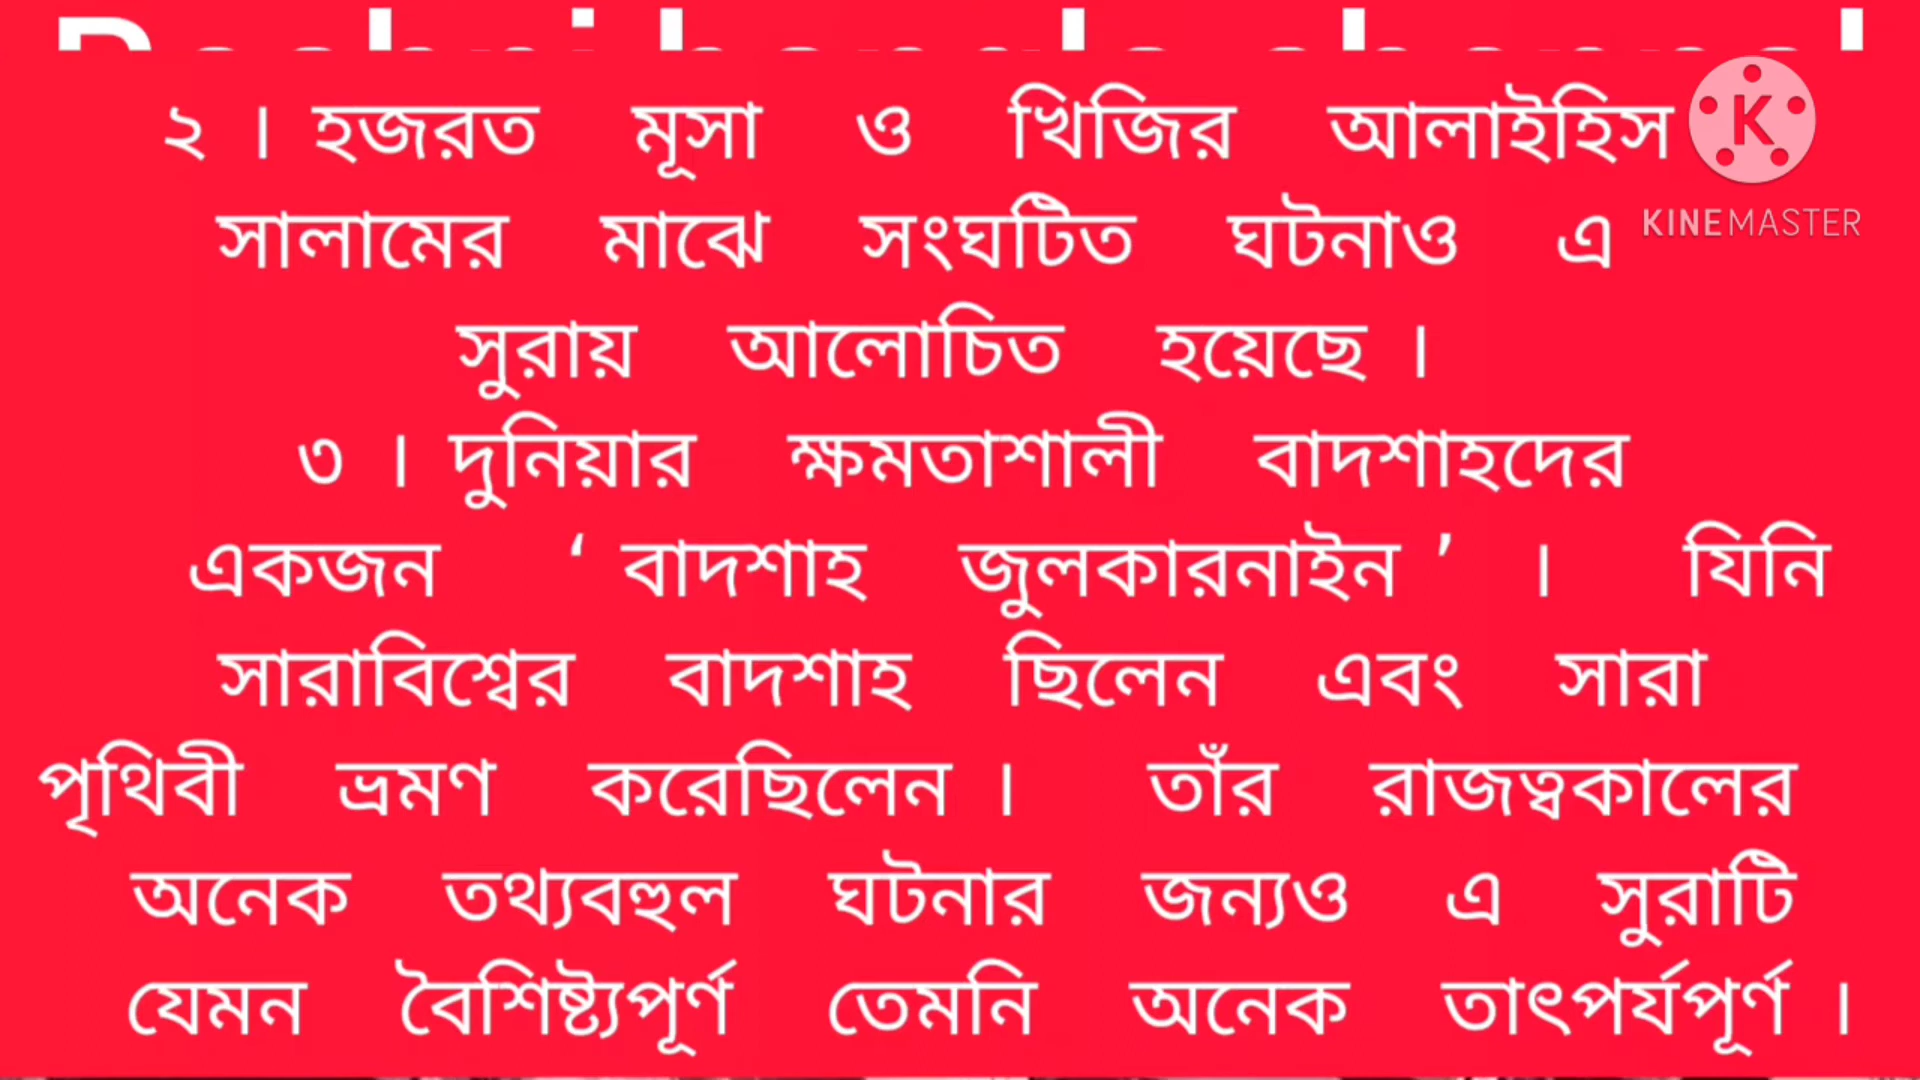 ২ । হজরত মূসা ও খিজির আলাইহিস
সালামের মাঝে সংঘটিত ঘটনাও এ
সুরায় আলোচিত হয়েছে ।
৩ । দুনিয়ার ক্ষমতাশালী বাদশাহদের
একজন ‘ বাদশাহ জুলকারনাইন ’ । যিনি
সারাবিশ্বের বাদশাহ ছিলেন এবং সারা
পৃথিবী ভ্রমণ করেছিলেন । তাঁর রাজত্বকালের
অনেক তথ্যবহুল ঘটনার জন্যও এ সুরাটি
যেমন বৈশিষ্ট্যপূর্ণ তেমনি অনেক তাৎপর্যপূর্ণ ।
K
KINEMASTER